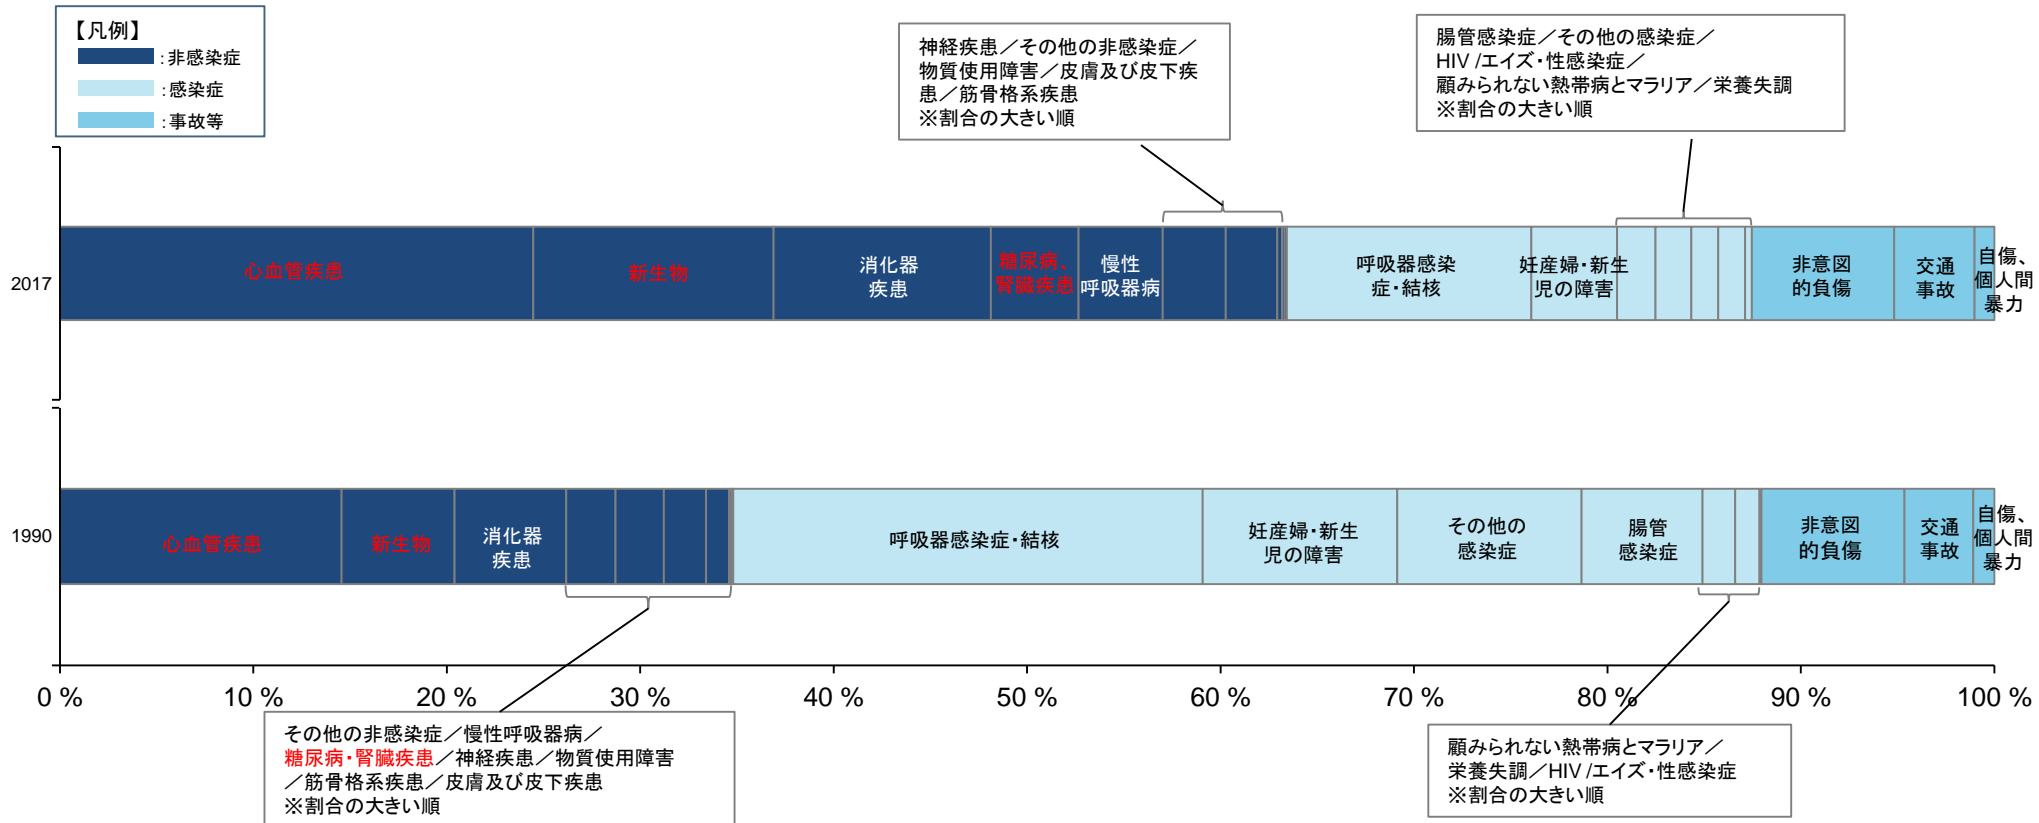 【凡例】
：非感染症
：感染症
：事故等
神経疾患／その他の非感染症／
物質使用障害／皮膚及び皮下疾
患／筋骨格系疾患
※割合の大きい順
腸管感染症／その他の感染症／
HIV/エイズ・性感染症／
顧みられない熱帯病とマラリア／栄養失調
※割合の大きい順
2017
心血管疾患
新生物
消化器
疾患
糖尿病、
腎臓疾患
慢性
呼吸器病
呼吸器感染
症・結核
妊産婦・新生
児の障害
非意図
的負傷
交通
事故
自傷、
個人間
暴力
1990
心血管疾患
新生物
消化器
疾患
呼吸器感染症・結核
妊産婦・新生
児の障害
その他の
感染症
腸管
感染症
非意図
的負傷
交通
事故
自傷、
個人間
暴力
0 % 10 % 20 % 30 % 40 % 50 % 60 % 70 % 80 % 90 % 100 %
その他の非感染症／慢性呼吸器病／
糖尿病・腎臓疾患／神経疾患／物質使用障害
／筋骨格系疾患／皮膚及び皮下疾患
※割合の大きい順
顧みられない熱帯病とマラリア／
栄養失調／HIV/エイズ・性感染症
※割合の大きい順